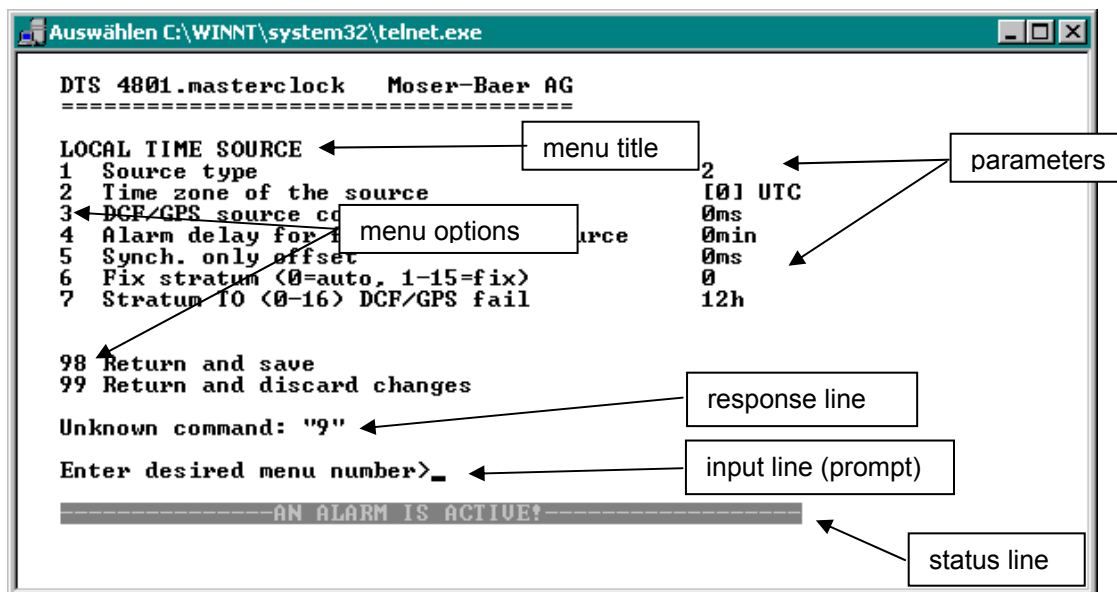 Auswählen C:\WINNT\system32\telnet.exe
DTS 4801.masterclock Moser-Baer AG
====================================
LOCAL TIME SOURCE
menu title
parameters
1 Source type 2
2 Time zone of the source [0] UTC
3 DCF/GPS source 0ms
menu options
4 Alarm delay for 0min
5 Synch. only offset 0ms
6 Fix stratum (0=auto, 1-15=fix) 0
7 Stratum TO (0-16) DCF/GPS fail 12h
98 Return and save
99 Return and discard changes
response line
Unknown command: "9"
input line (prompt)
Enter desired menu number>_
---------------AN ALARM IS ACTIVE!------------------
status line